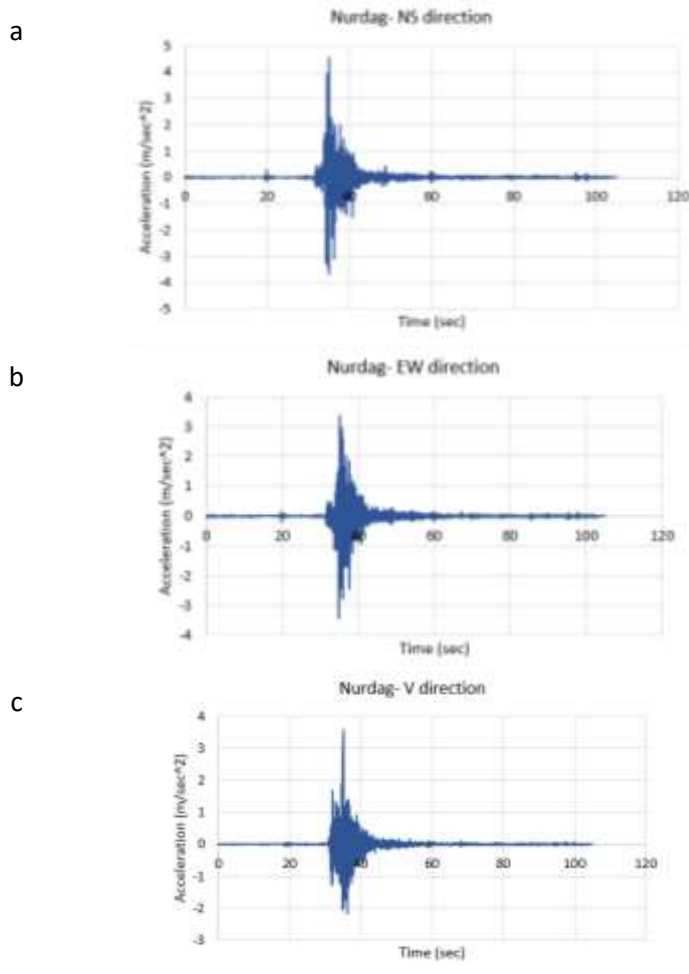 a
Nurdag- NS direction
5
4
3
2
1
0
-1
-2
-3
-4
-5
0 20 40 60 80 100 120
Acceleration (m/sec^2)
Time (sec)
b
Nurdag- EW direction
4
3
2
1
0
-1
-2
-3
-4
0 20 40 60 80 100 120
Acceleration (m/sec^2)
Time (sec)
c
Nurdag- V direction
4
3
2
1
0
-1
-2
-3
0 20 40 60 80 100 120
Acceleration (m/sec^2)
Time (sec)